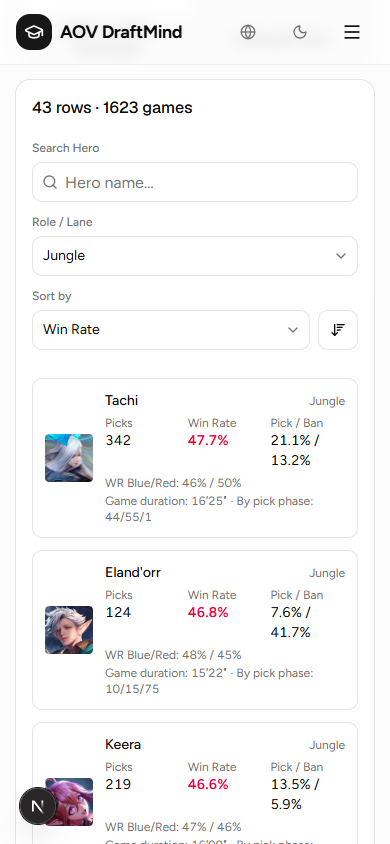 AOV DraftMind
43 rows · 1623 games
Search Hero
Hero name...
Role / Lane
Jungle
Sort by
Win Rate
Tachi
Jungle
Picks
Win Rate
Pick / Ban
342
47.7%
21.1% /
13.2%
WR Blue/Red: 46% / 50%
Game duration: 16'25" · By pick phase:
44/55/1
Eland'orr
Jungle
Picks
Win Rate
Pick / Ban
124
46.8%
7.6% /
41.7%
WR Blue/Red: 48% / 45%
Game duration: 15'22" · By pick phase:
10/15/75
Keera
Jungle
Picks
Win Rate
Pick / Ban
219
46.6%
13.5% /
5.9%
N
WR Blue/Red: 47% / 46%